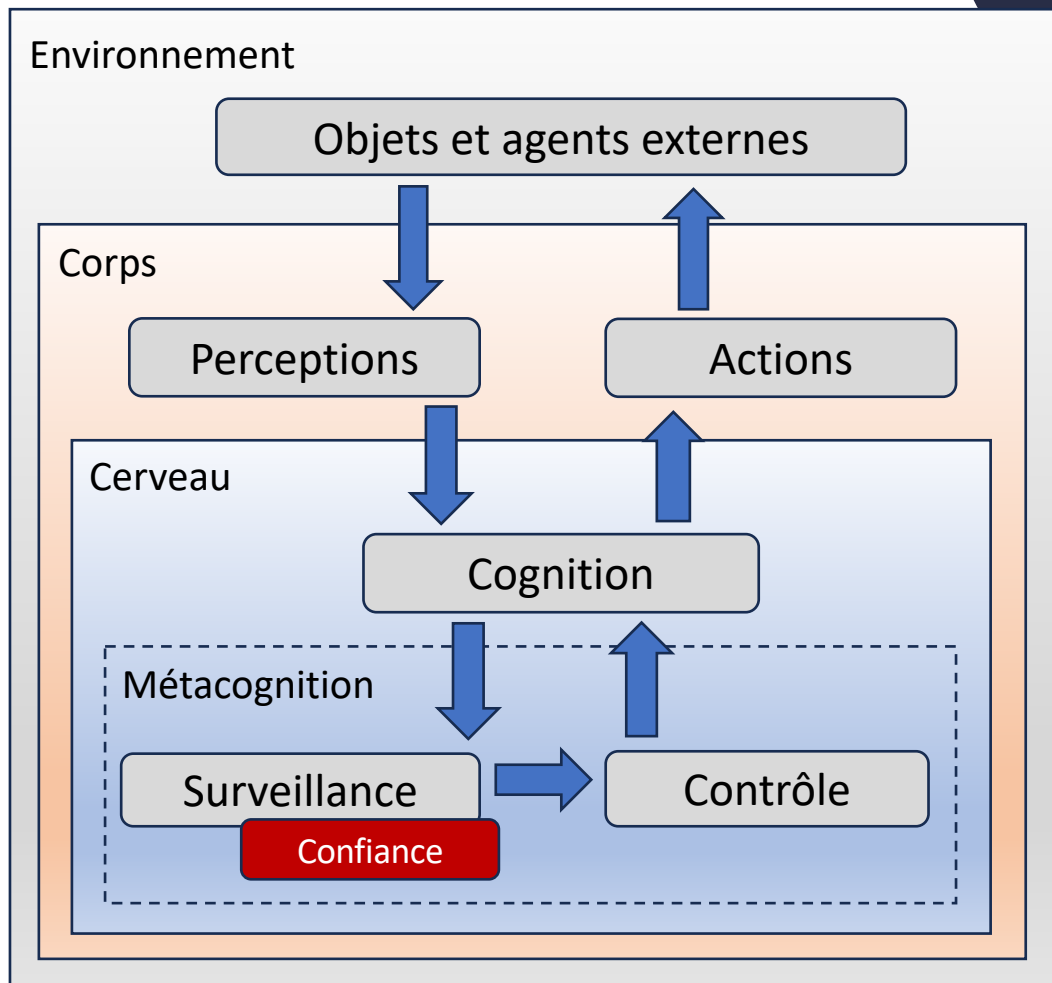 Environnement
Objets et agents externes
Corps
Perceptions
Actions
Cerveau
Cognition
Métacognition
Surveillance
Contrôle
Confiance